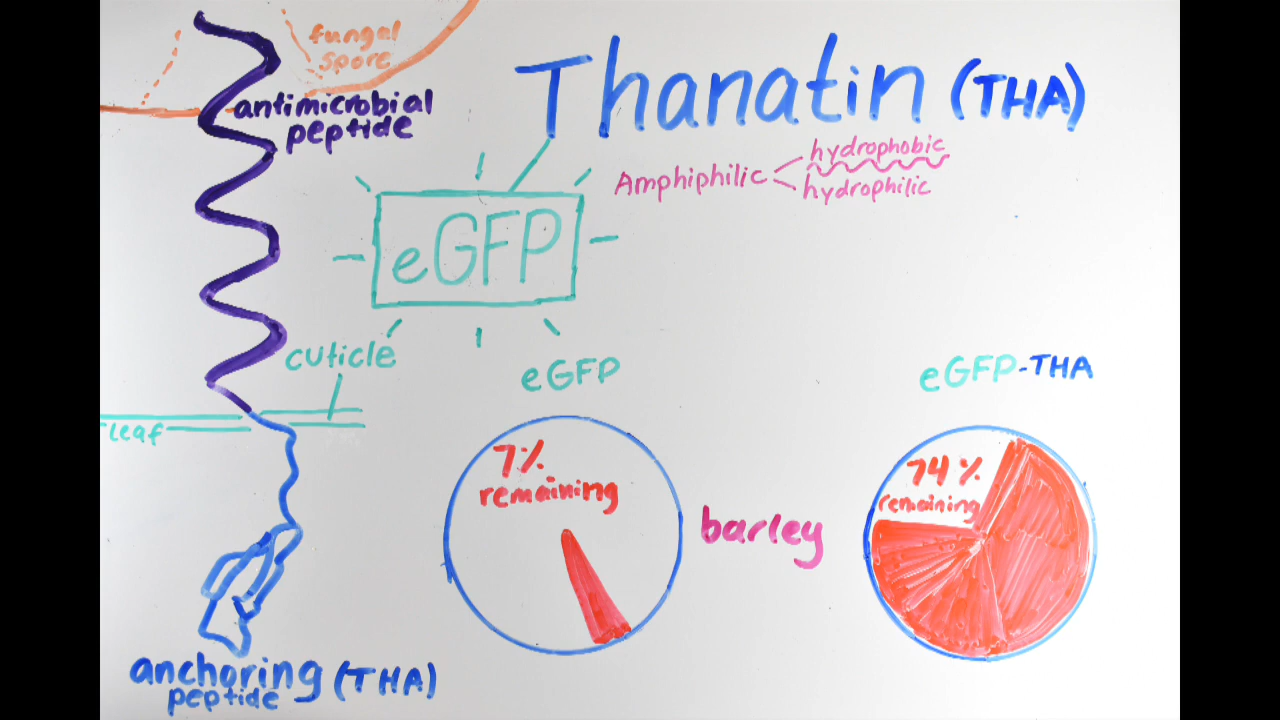 fungal
spore
antimicrobial
peptide
Thanatin (THA)
Amphiphilic
hydrophobic
hydrophilic
eGFP
cuticle
leaf
eGFP
7%
remaining
barley
eGFP-THA
74%
remaining
anchoring (THA)
peptide